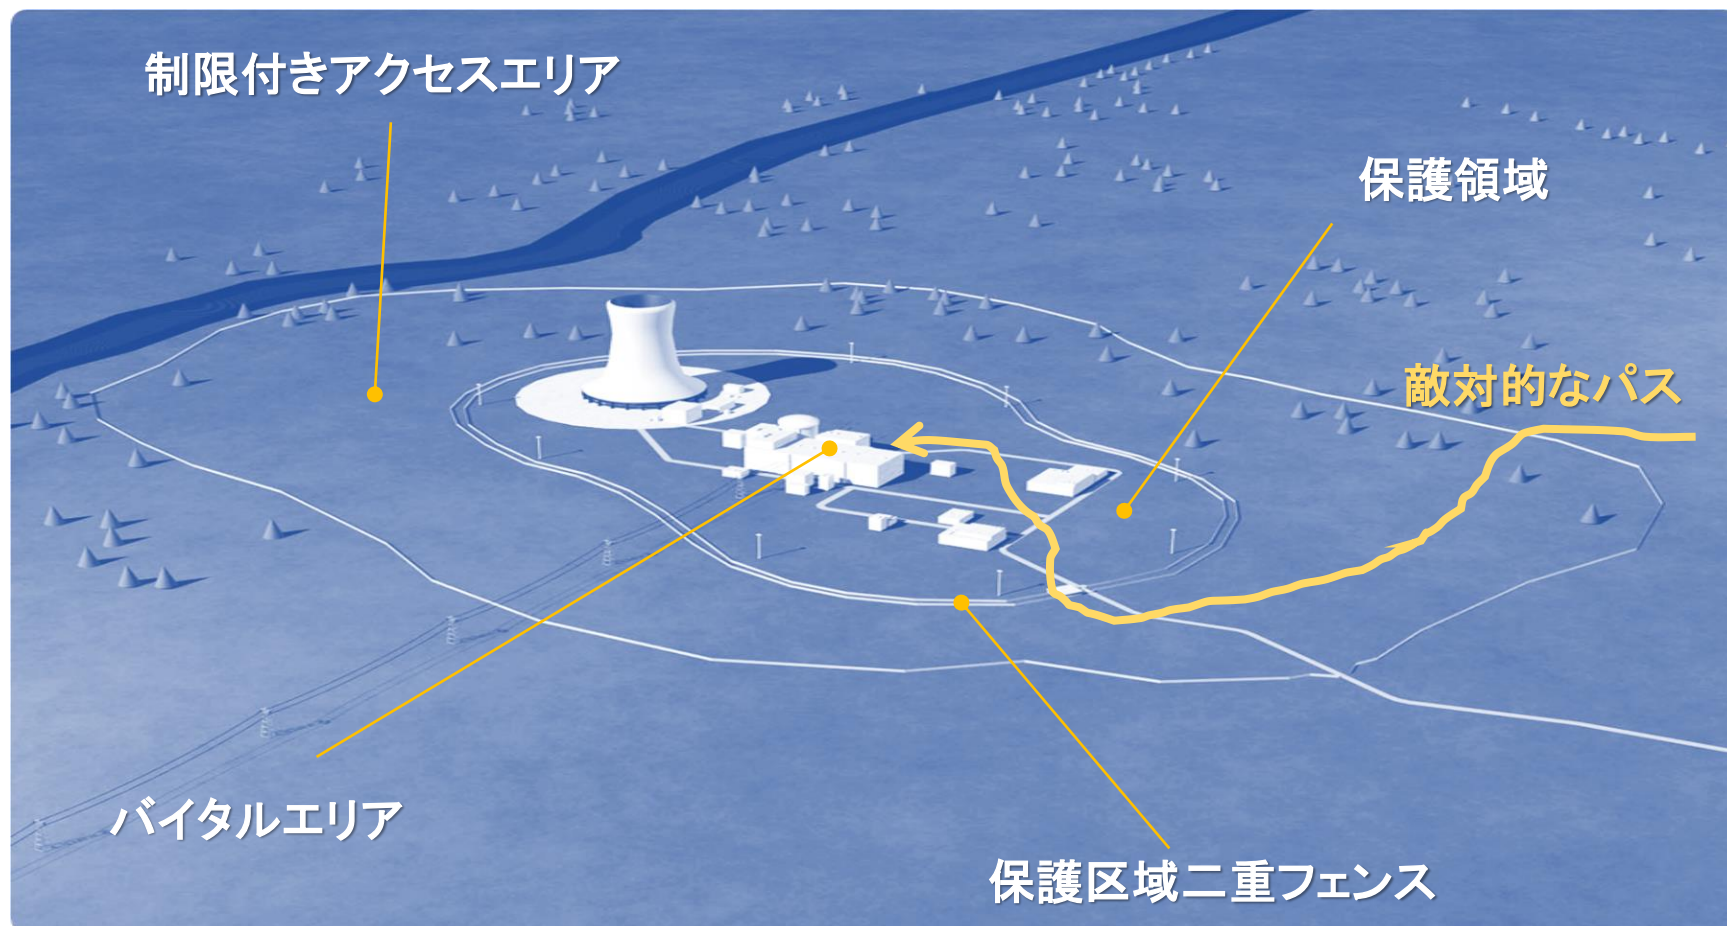 制限付きアクセスエリア
保護領域
敵対的なパス
バイタルエリア
保護区域二重フェンス